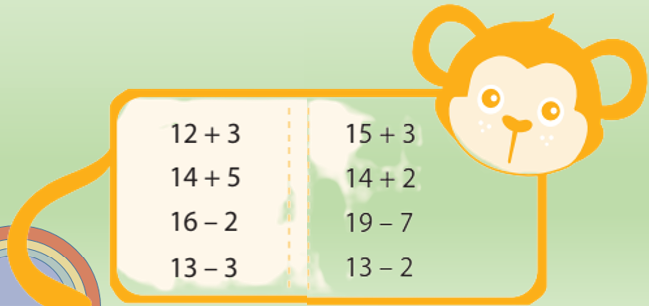 12 + 3
14 + 5
16 – 2
13 – 3
15 + 3
14 + 2
19 – 7
13 – 2